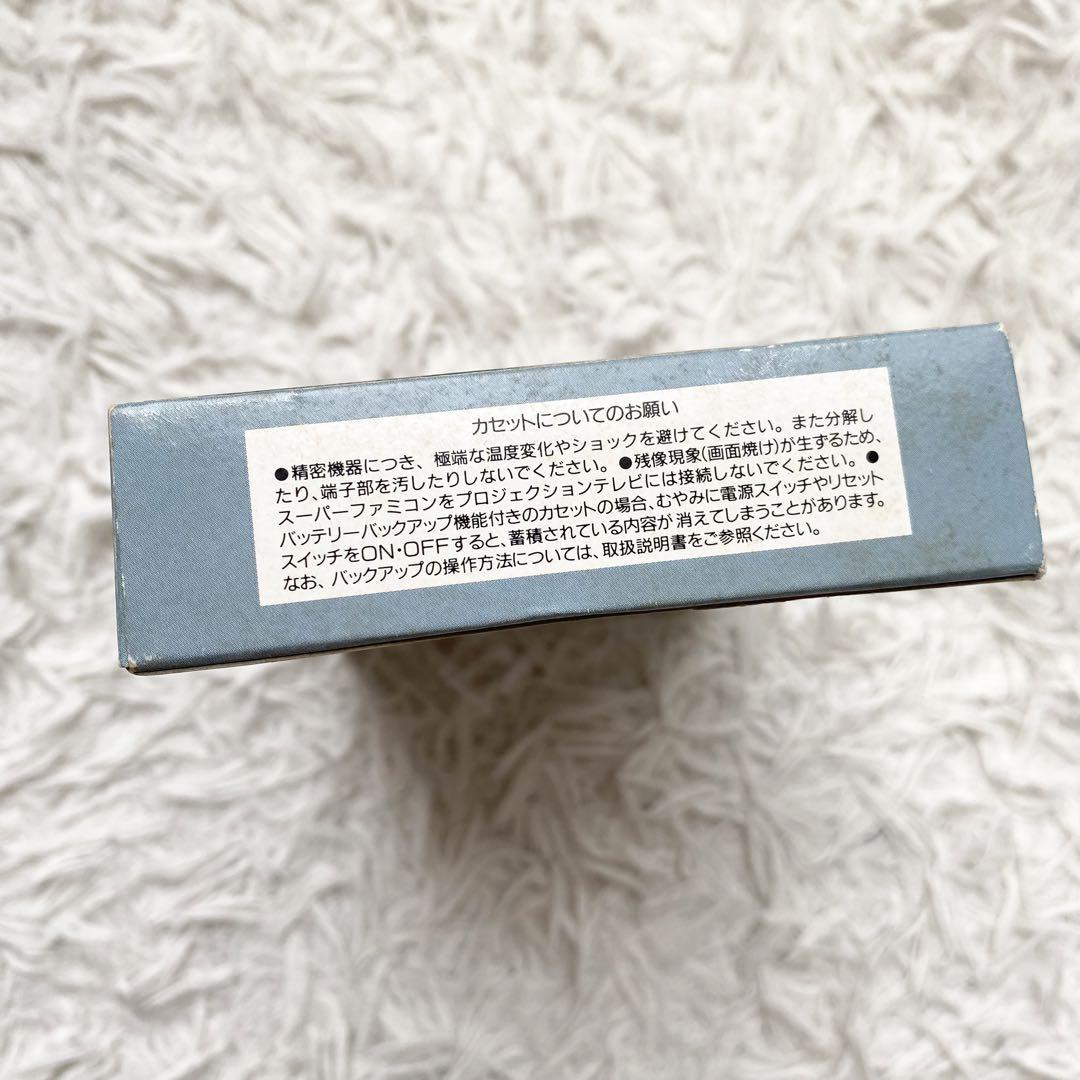 カセットについてのお願い
●精密機器につき、極端な温度変化やショックを避けてください。また分解し
たり、端子部を汚したりしないでください。●残像現象(画面焼け)が生ずるため、
スーパーファミコンをプロジェクションテレビには接続しないでください。●
バッテリーバックアップ機能付きのカセットの場合、むやみに電源スイッチやリセット
スイッチをON・OFFすると、蓄積されている内容が消えてしまうことがあります。
なお、バックアップの操作方法については、取扱説明書をご参照ください。